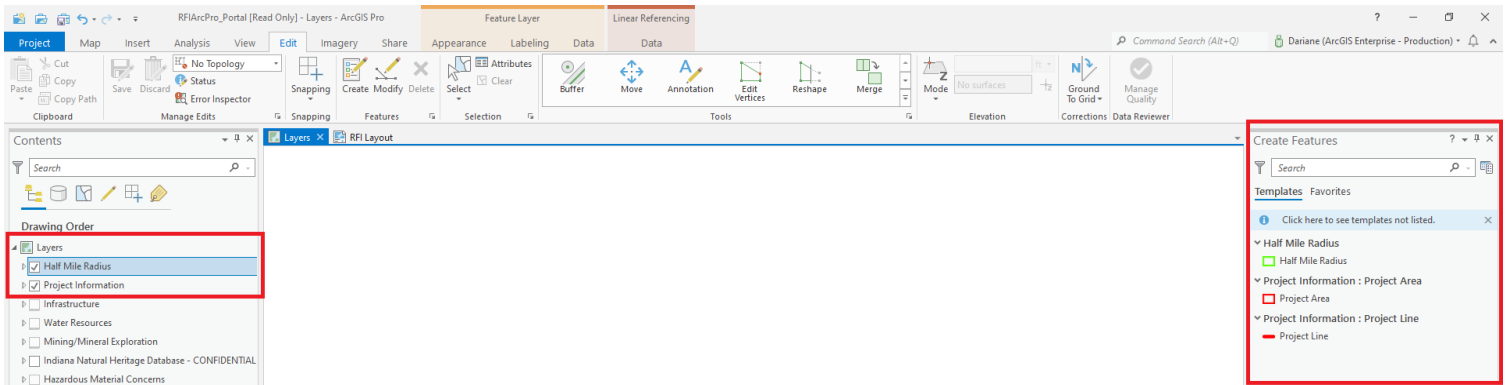 RFIArcPro_Portal [Read Only] - Layers - ArcGIS Pro
Feature Layer
Linear Referencing
?
Project Map Insert Analysis View Edit Imagery Share Appearance Labeling Data Data
Command Search (Alt+Q)
Dariane (ArcGIS Enterprise - Production)
Paste
Cut
Copy
Copy Path
Clipboard
Save Discard
No Topology
Status
Error Inspector
Manage Edits
Snapping
Snapping
Create Modify Delete
Features
Select
Attributes
Clear
Selection
Buffer
Move
Annotation
Edit
Vertices
Reshape
Merge
Tools
Mode
No surfaces
ft
Elevation
Ground
To Grid
Corrections
Manage
Quality
Data Reviewer
Contents
Search
Drawing Order
Layers
Half Mile Radius
Project Information
Infrastructure
Water Resources
Mining/Mineral Exploration
Indiana Natural Heritage Database - CONFIDENTIAL
Hazardous Material Concerns
Layers
RFI Layout
Create Features
?
Search
Templates Favorites
Click here to see templates not listed.
Half Mile Radius
Half Mile Radius
Project Information : Project Area
Project Area
Project Information : Project Line
Project Line